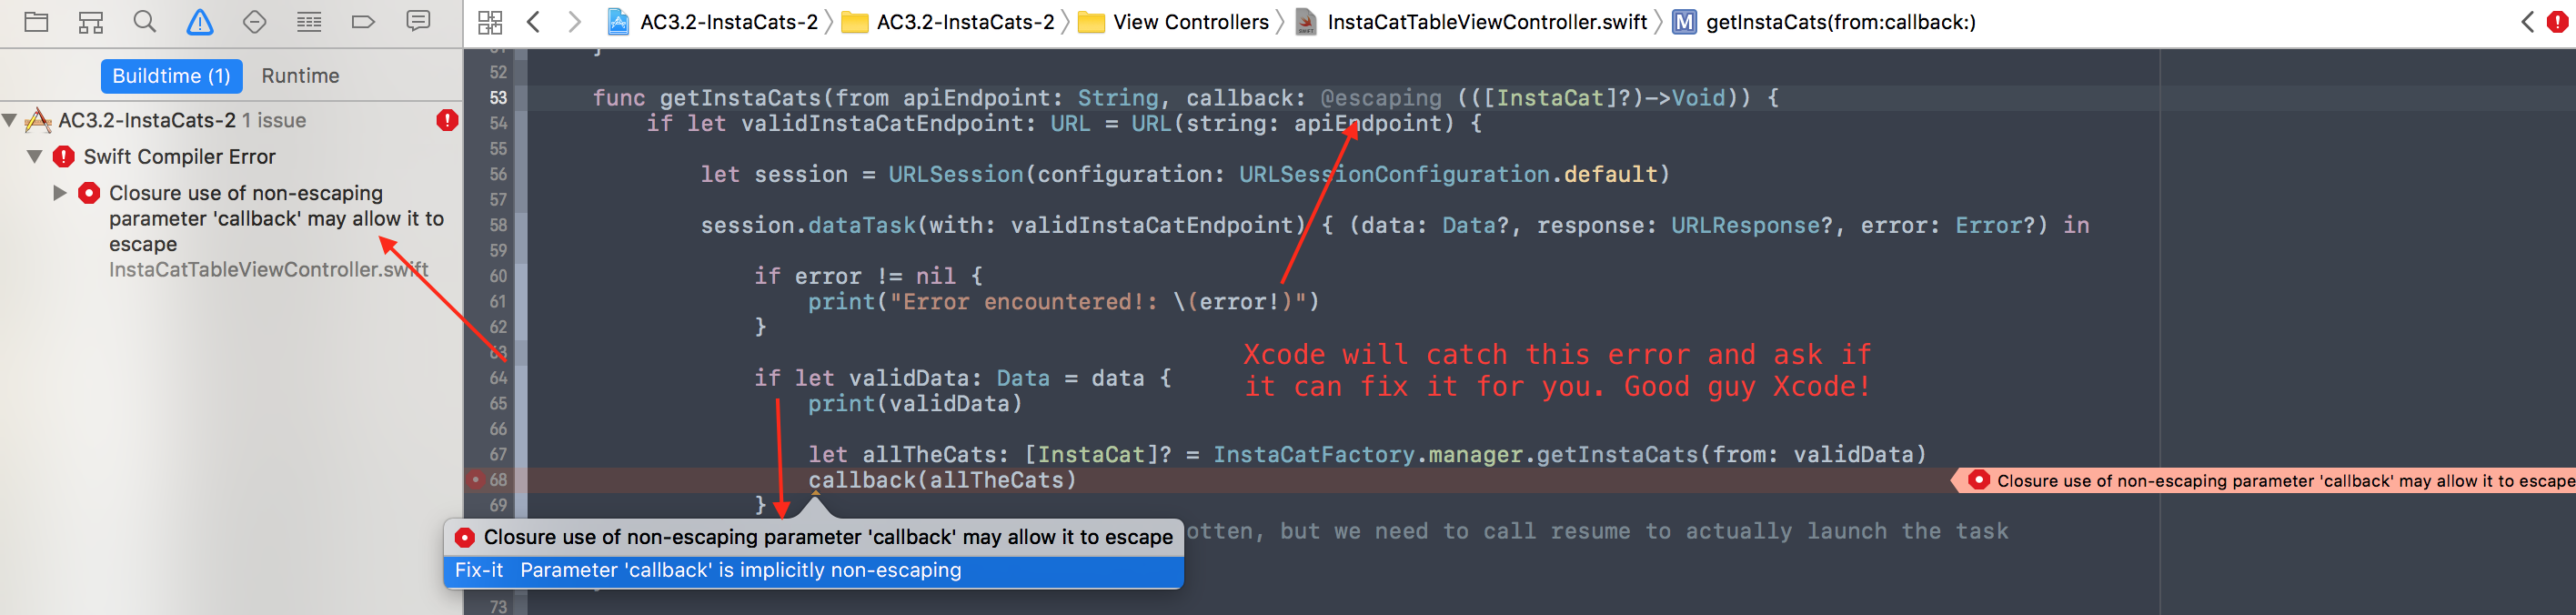 AC3.2-InstaCats-2 AC3.2-InstaCats-2 View Controllers InstaCatTableViewController.swift M getInstaCats(from:callback:)
Buildtime (1) Runtime
AC3.2-InstaCats-2 1 issue
Swift Compiler Error
Closure use of non-escaping
parameter 'callback' may allow it to
escape
InstaCatTableViewController.swift
52
53 func getInstaCats(from apiEndpoint: String, callback: @escaping (([InstaCat]?)->Void)) {
54 if let validInstaCatEndpoint: URL = URL(string: apiEndpoint) {
55
56 let session = URLSession(configuration: URLSessionConfiguration.default)
57
58 session.dataTask(with: validInstaCatEndpoint) { (data: Data?, response: URLResponse?, error: Error?) in
59
60 if error != nil {
61 print("Error encountered!: \(error!)")
62 }
63
64 if let validData: Data = data {
65 print(validData)
66
67 let allTheCats: [InstaCat]? = InstaCatFactory.manager.getInstaCats(from: validData)
68 callback(allTheCats)
69 }
Xcode will catch this error and ask if
it can fix it for you. Good guy Xcode!
Closure use of non-escaping parameter 'callback' may allow it to escape
Closure use of non-escaping parameter 'callback' may allow it to escape
Fix-it Parameter 'callback' is implicitly non-escaping
otten, but we need to call resume to actually launch the task
73